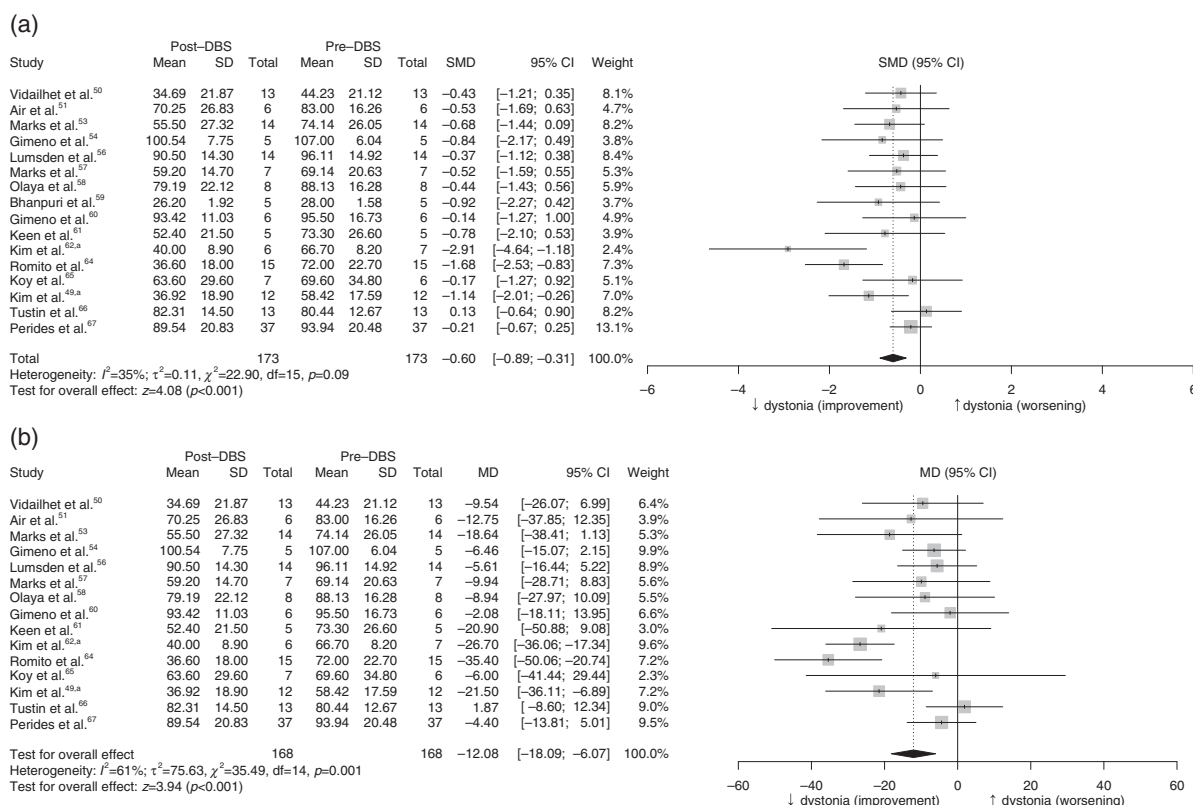 (a)
Post–DBS Pre–DBS
Study Mean SD Total Mean SD Total SMD 95% CI Weight SMD (95% CI)
Vidailhet et al.50 34.69 21.87 13 44.23 21.12 13 −0.43 [−1.21; 0.35] 8.1%
Air et al.51 70.25 26.83 6 83.00 16.26 6 −0.53 [−1.69; 0.63] 4.7%
Marks et al.53 55.50 27.32 14 74.14 26.05 14 −0.68 [−1.44; 0.09] 8.2%
Gimeno et al.54 100.54 7.75 5 107.00 6.04 5 −0.84 [−2.17; 0.49] 3.8%
Lumsden et al.56 90.50 14.30 14 96.11 14.92 14 −0.37 [−1.12; 0.38] 8.4%
Marks et al.57 59.20 14.70 7 69.14 20.63 7 −0.52 [−1.59; 0.55] 5.3%
Olaya et al.58 79.19 22.12 8 88.13 16.28 8 −0.44 [−1.43; 0.56] 5.9%
Bhanpuri et al.59 26.20 1.92 5 28.00 1.58 5 −0.92 [−2.27; 0.42] 3.7%
Gimeno et al.60 93.42 11.03 6 95.50 16.73 6 −0.14 [−1.27; 1.00] 4.9%
Keen et al.61 52.40 21.50 5 73.30 26.60 5 −0.78 [−2.10; 0.53] 3.9%
Kim et al.62,a 40.00 8.90 6 66.70 8.20 7 −2.91 [−4.64; −1.18] 2.4%
Romito et al.64 36.60 18.00 15 72.00 22.70 15 −1.68 [−2.53; −0.83] 7.3%
Koy et al.65 63.60 29.60 7 69.60 34.80 6 −0.17 [−1.27; 0.92] 5.1%
Kim et al.49,a 36.92 18.90 12 58.42 17.59 12 −1.14 [−2.01; −0.26] 7.0%
Tustin et al.66 82.31 14.50 13 80.44 12.67 13 0.13 [−0.64; 0.90] 8.2%
Perides et al.67 89.54 20.83 37 93.94 20.48 37 −0.21 [−0.67; 0.25] 13.1%
Total 173 173 −0.60 [−0.89; −0.31] 100.0%
Heterogeneity: I²=35%; τ²=0.11, χ²=22.90, df=15, p=0.09
Test for overall effect: z=4.08 (p<0.001)
−6 −4 −2 0 2 4 6
↓ dystonia (improvement) ↑ dystonia (worsening)
(b)
Post–DBS Pre–DBS
Study Mean SD Total Mean SD Total MD 95% CI Weight MD (95% CI)
Vidailhet et al.50 34.69 21.87 13 44.23 21.12 13 −9.54 [−26.07; 6.99] 6.4%
Air et al.51 70.25 26.83 6 83.00 16.26 6 −12.75 [−37.85; 12.35] 3.9%
Marks et al.53 55.50 27.32 14 74.14 26.05 14 −18.64 [−38.41; 1.13] 5.3%
Gimeno et al.54 100.54 7.75 5 107.00 6.04 5 −6.46 [−15.07; 2.15] 9.9%
Lumsden et al.56 90.50 14.30 14 96.11 14.92 14 −5.61 [−16.44; 5.22] 8.9%
Marks et al.57 59.20 14.70 7 69.14 20.63 7 −9.94 [−28.71; 8.83] 5.6%
Olaya et al.58 79.19 22.12 8 88.13 16.28 8 −8.94 [−27.97; 10.09] 5.5%
Gimeno et al.60 93.42 11.03 6 95.50 16.73 6 −2.08 [−18.11; 13.95] 6.6%
Keen et al.61 52.40 21.50 5 73.30 26.60 5 −20.90 [−50.88; 9.08] 3.0%
Kim et al.62,a 40.00 8.90 6 66.70 8.20 7 −26.70 [−36.06; −17.34] 9.6%
Romito et al.64 36.60 18.00 15 72.00 22.70 15 −35.40 [−50.06; −20.74] 7.2%
Koy et al.65 63.60 29.60 7 69.60 34.80 6 −6.00 [−41.44; 29.44] 2.3%
Kim et al.49,a 36.92 18.90 12 58.42 17.59 12 −21.50 [−36.11; −6.89] 7.2%
Tustin et al.66 82.31 14.50 13 80.44 12.67 13 1.87 [−8.60; 12.34] 9.0%
Perides et al.67 89.54 20.83 37 93.94 20.48 37 −4.40 [−13.81; 5.01] 9.5%
Test for overall effect 168 168 −12.08 [−18.09; −6.07] 100.0%
Heterogeneity: I²=61%; τ²=75.63, χ²=35.49, df=14, p=0.001
Test for overall effect: z=3.94 (p<0.001)
−60 −40 −20 0 20 40 60
↓ dystonia (improvement) ↑ dystonia (worsening)